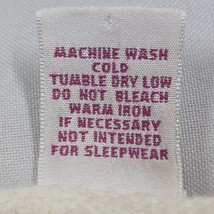 MACHINE WASH
COLD
TUMBLE DRY LOW
DO NOT BLEACH
WARM IRON
IF NECESSARY
NOT INTENDED
FOR SLEEPWEAR